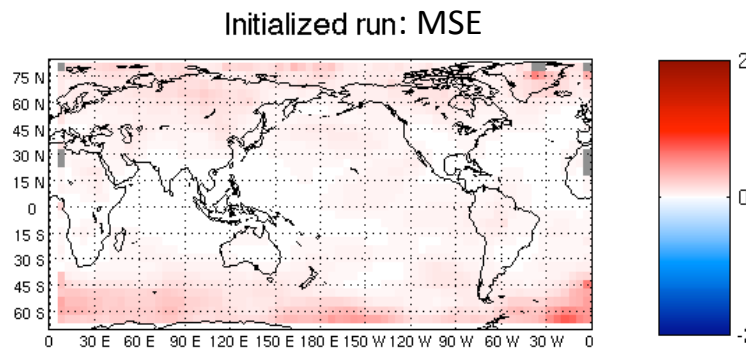 Initialized run: MSE
75 N
60 N
45 N
30 N
15 N
0
15 S
30 S
45 S
60 S
0 30 E 60 E 90 E 120 E 150 E 180 E 150 W 120 W 90 W 60 W 30 W 0
2
0
-2